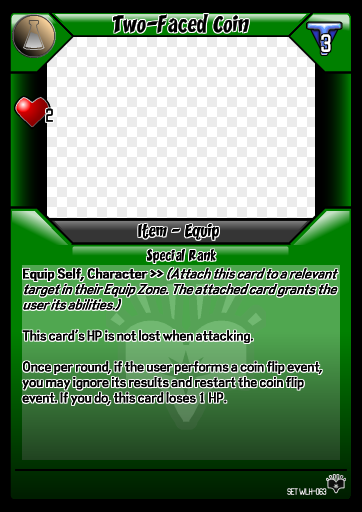 Two-Faced Coin
3
2
Item - Equip
Special Rank
Equip Self, Character >> (Attach this card to a relevant
target in their Equip Zone. The attached card grants the
user its abilities.)
This card's HP is not lost when attacking.
Once per round, if the user performs a coin flip event,
you may ignore its results and restart the coin flip
event. If you do, this card loses 1 HP.
SET WLH-063